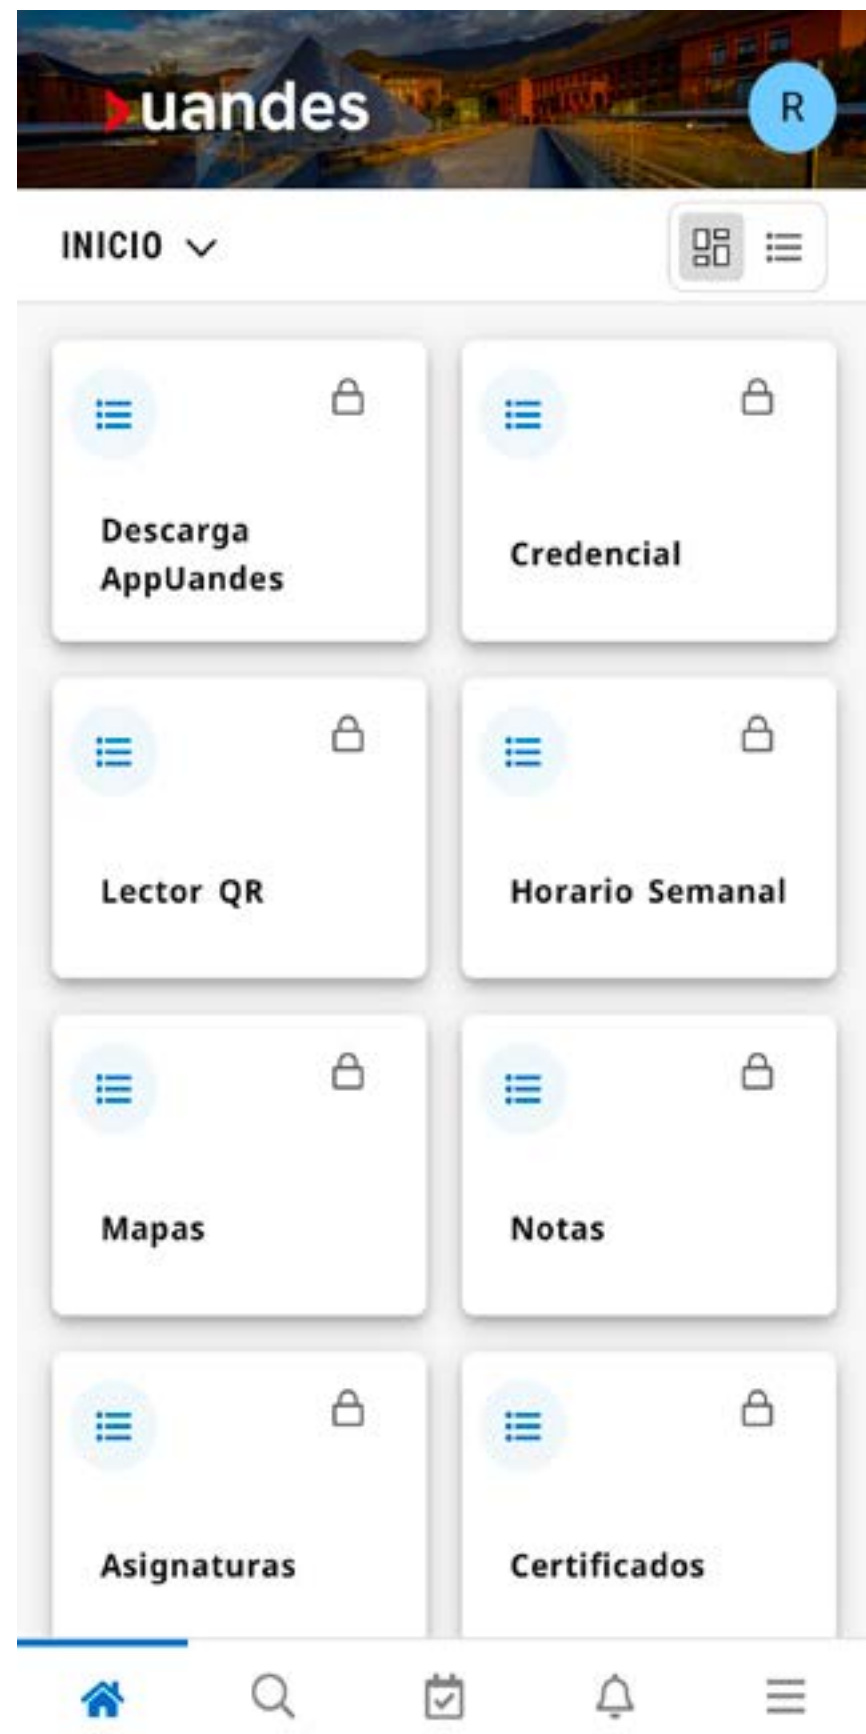 uandes
R
INICIO
Descarga
AppUandes
Credencial
Lector QR
Horario Semanal
Mapas
Notas
Asignaturas
Certificados